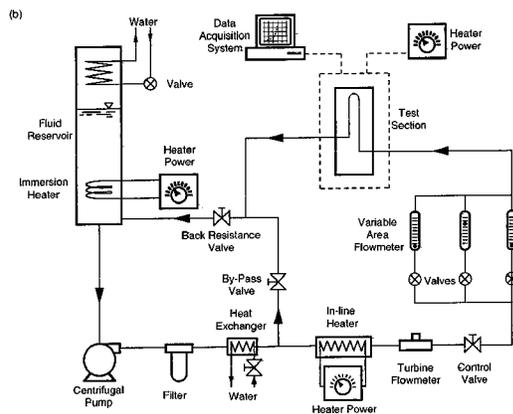 (b)
Water
Data
Acquisition
System
Heater
Power
Valve
Fluid
Reservoir
Test
Section
Heater
Power
Immersion
Heater
Back Resistance
Valve
Variable
Area
Flowmeter
By-Pass
Valve
Valves
Heat
Exchanger
In-line
Heater
Centrifugal
Pump
Filter
Water
Heater Power
Turbine
Flowmeter
Control
Valve